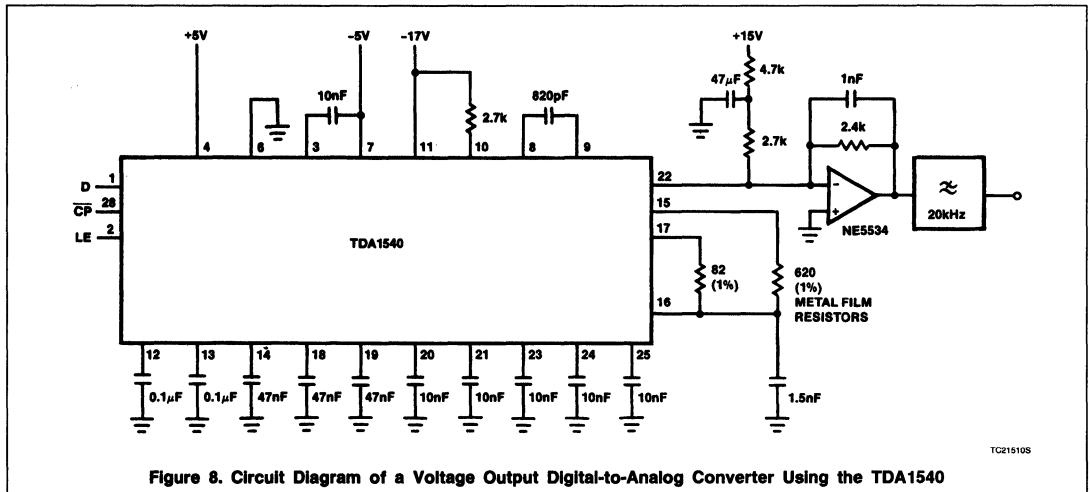 +5V
−5V
−17V
+15V
4.7k
47μF
1nF
10nF
820pF
2.7k
2.7k
2.4k
4
6
3
7
11
10
8
9
D
1
22
−
+
≈
20kHz
CP
28
15
NE5534
LE
2
17
TDA1540
82
(1%)
620
(1%)
METAL FILM
RESISTORS
16
12
13
14
18
19
20
21
23
24
25
0.1μF
0.1μF
47nF
47nF
47nF
10nF
10nF
10nF
10nF
10nF
1.5nF
TC21510S
Figure 8. Circuit Diagram of a Voltage Output Digital-to-Analog Converter Using the TDA1540